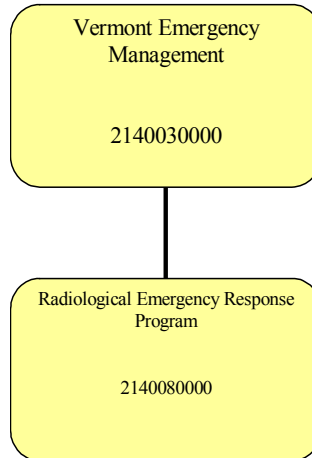 Vermont Emergency
Management
2140030000
Radiological Emergency Response
Program
2140080000